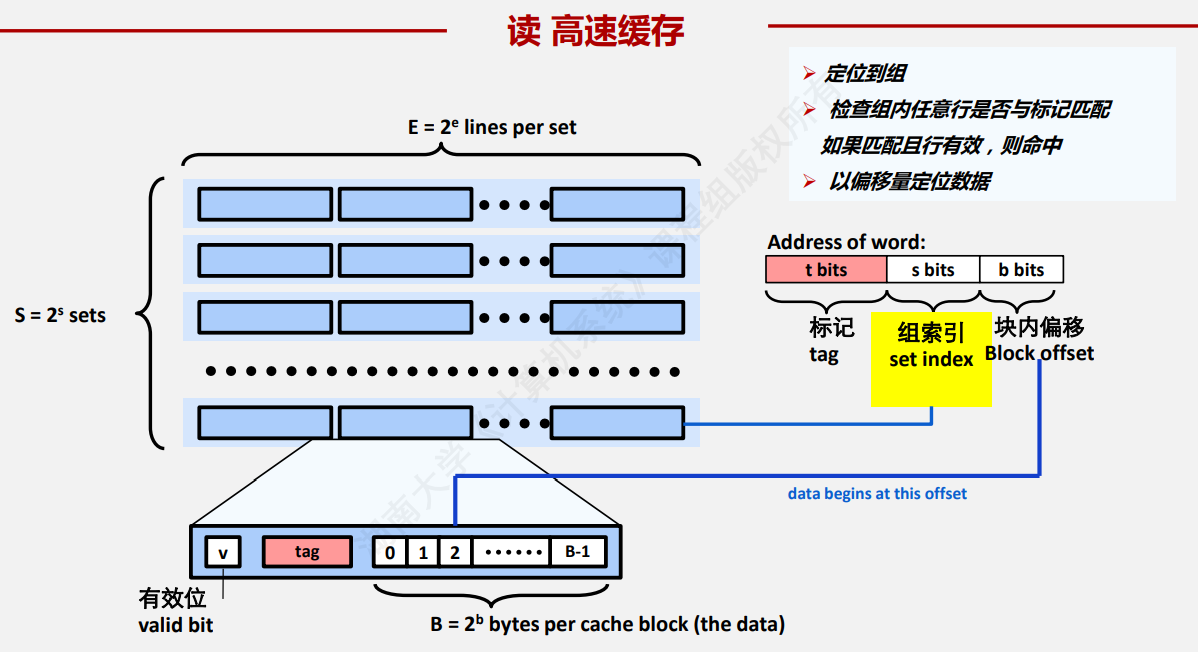 读 高速缓存
定位到组
检查组内任意行是否与标记匹配
如果匹配且行有效，则命中
以偏移量定位数据
E = 2ᵉ lines per set
S = 2ˢ sets
Address of word:
t bits s bits b bits
标记
tag
组索引
set index
块内偏移
Block offset
data begins at this offset
v tag 0 1 2 B-1
有效位
valid bit
B = 2ᵇ bytes per cache block (the data)
湖南大学《计算机系统》课程组版权所有